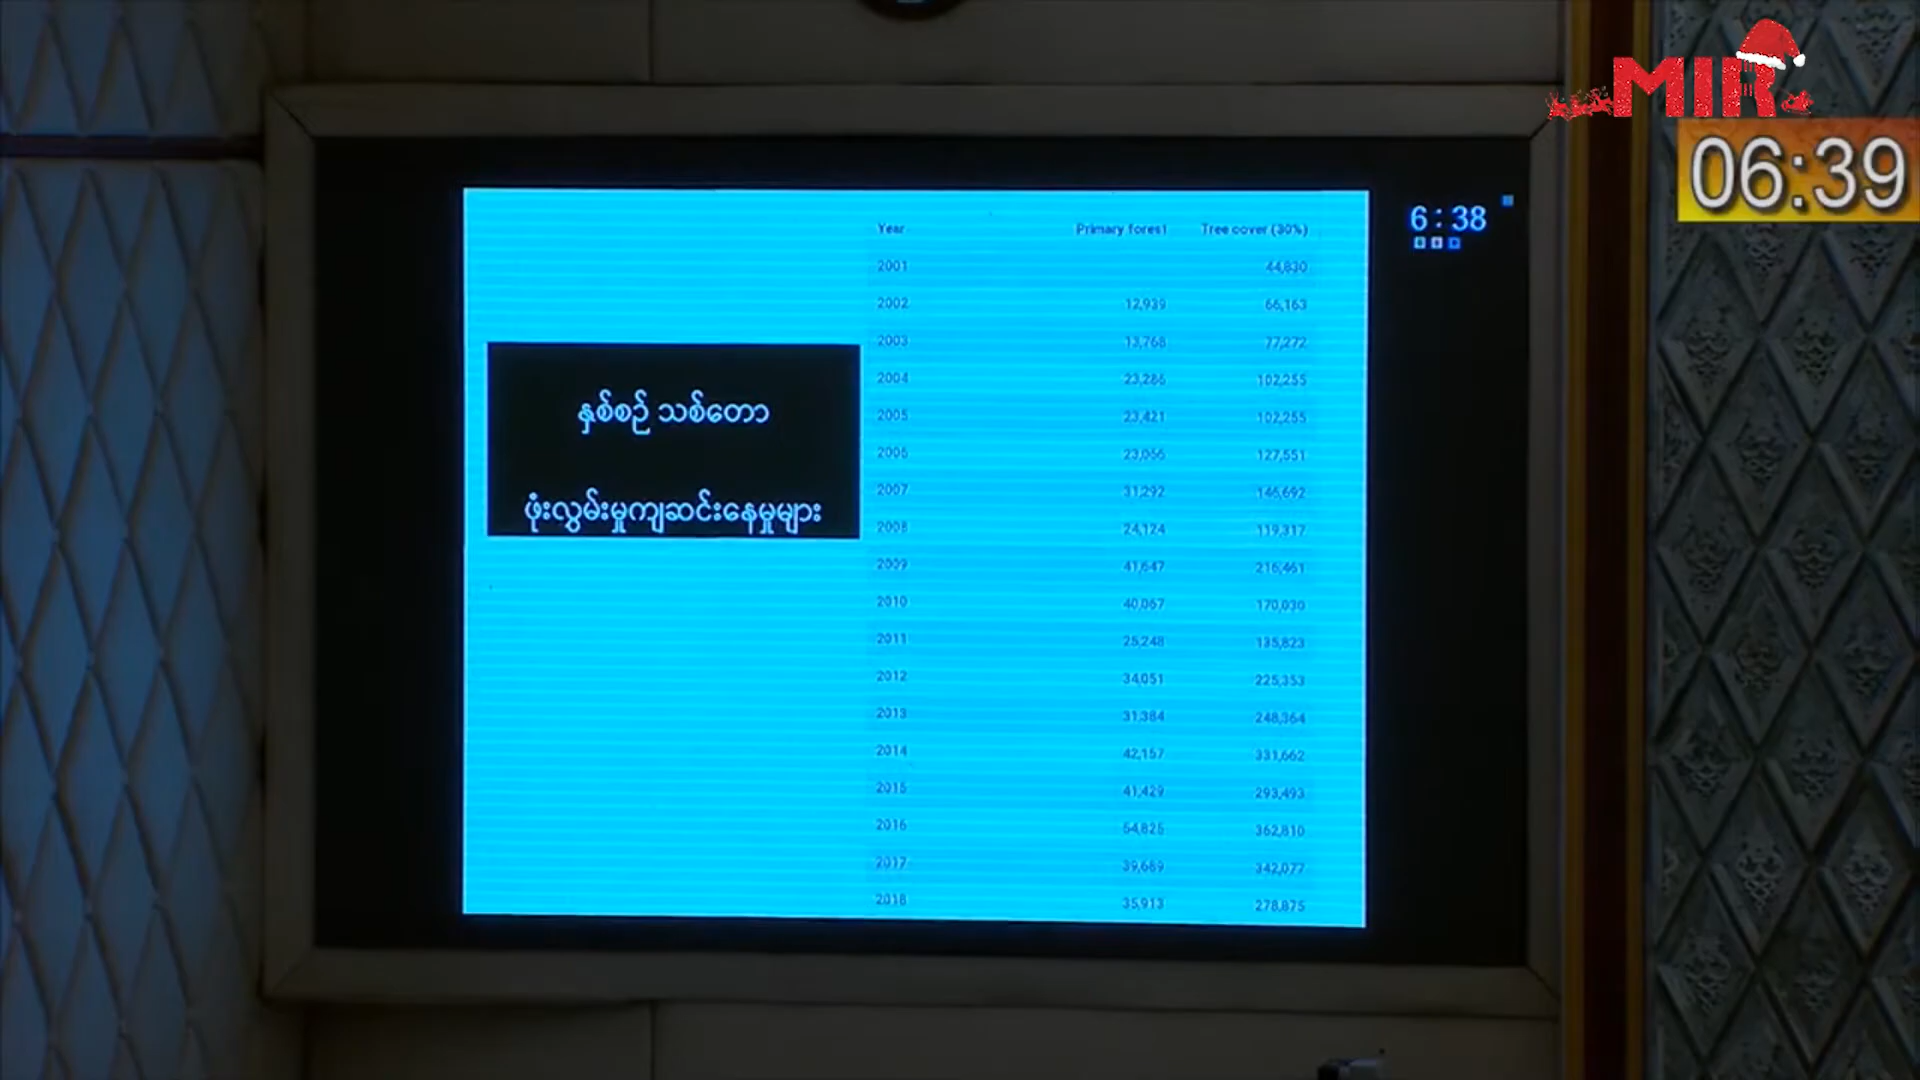 MIR
06:39
6:38
Year Primary forest Tree cover (30%)
2001 44,830
2002 12,939 66,163
2003 13,768 77,272
2004 23,286 102,255
2005 23,421 102,255
2006 23,056 127,551
2007 31,292 146,692
2008 24,124 119,317
2009 41,647 216,461
2010 40,067 170,030
2011 25,248 135,823
2012 34,051 225,353
2013 31,384 248,364
2014 42,157 331,662
2015 41,429 293,493
2016 54,825 362,810
2017 39,689 342,077
2018 35,913 278,875
နှစ်စဉ် သစ်တော
ဖုံးလွှမ်းမှုကျဆင်းနေမှုများ